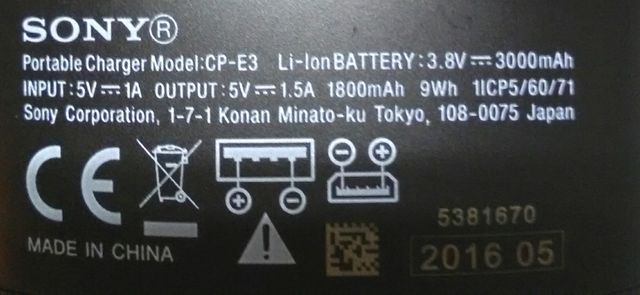 SONY®
Portable Charger Model:CP-E3 Li-Ion BATTERY:3.8V⎓3000mAh
INPUT:5V⎓1A OUTPUT:5V⎓1.5A 1800mAh 9Wh 1ICP5/60/71
Sony Corporation, 1-7-1 Konan Minato-ku Tokyo, 108-0075 Japan
CE
MADE IN CHINA
5381670
2016 05